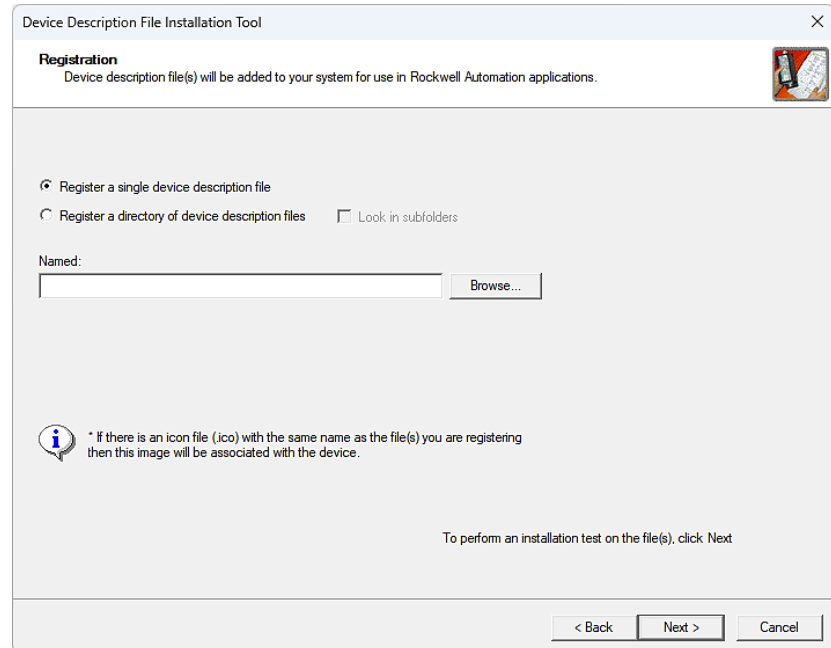 Device Description File Installation Tool
Registration
Device description file(s) will be added to your system for use in Rockwell Automation applications.
Register a single device description file
Register a directory of device description files
Look in subfolders
Named:
Browse...
* If there is an icon file (.ico) with the same name as the file(s) you are registering
then this image will be associated with the device.
To perform an installation test on the file(s), click Next
< Back
Next >
Cancel